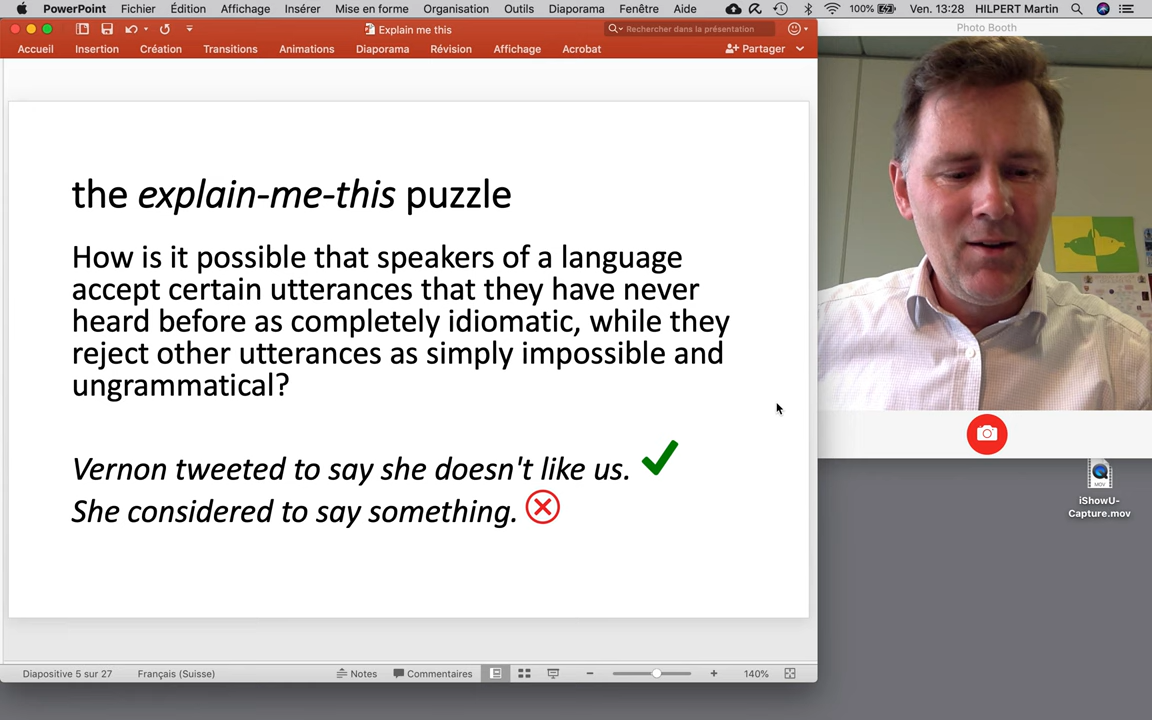 PowerPoint Fichier Édition Affichage Insérer Mise en forme Organisation Outils Diaporama Fenêtre Aide 100% Ven. 13:28 HILPERT Martin
Explain me this
Rechercher dans la présentation
Accueil Insertion Création Transitions Animations Diaporama Révision Affichage Acrobat Partager
Photo Booth
the explain-me-this puzzle
How is it possible that speakers of a language
accept certain utterances that they have never
heard before as completely idiomatic, while they
reject other utterances as simply impossible and
ungrammatical?
Vernon tweeted to say she doesn't like us.
She considered to say something.
MOV
iShowU-
Capture.mov
Diapositive 5 sur 27 Français (Suisse) Notes Commentaires 140%